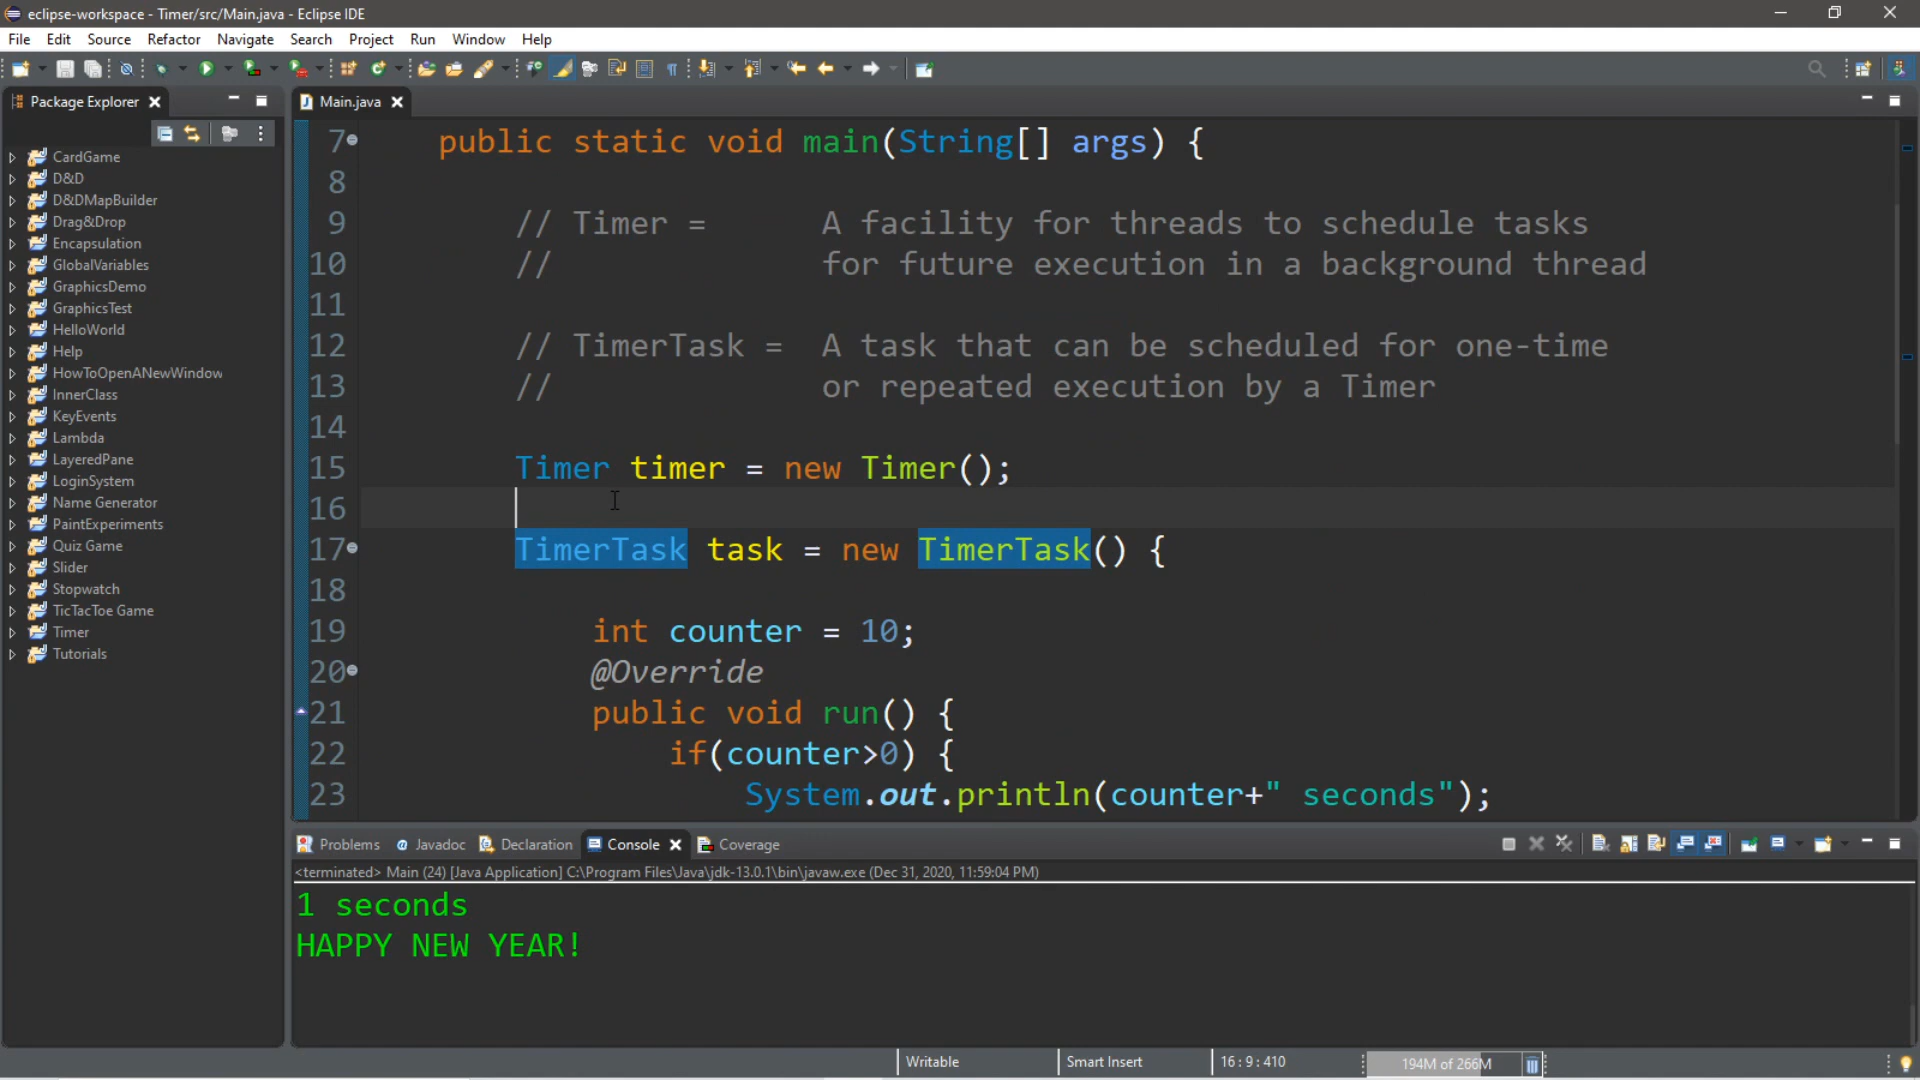 eclipse-workspace - Timer/src/Main.java - Eclipse IDE
File Edit Source Refactor Navigate Search Project Run Window Help
Package Explorer
Main.java
CardGame
D&D
D&DMapBuilder
Drag&Drop
Encapsulation
GlobalVariables
GraphicsDemo
GraphicsTest
HelloWorld
Help
HowToOpenANewWindow
InnerClass
KeyEvents
Lambda
LayeredPane
LoginSystem
Name Generator
PaintExperiments
Quiz Game
Slider
Stopwatch
TicTacToe Game
Timer
Tutorials
7 public static void main(String[] args) {
8
9 // Timer = A facility for threads to schedule tasks
10 // for future execution in a background thread
11
12 // TimerTask = A task that can be scheduled for one-time
13 // or repeated execution by a Timer
14
15 Timer timer = new Timer();
16
17 TimerTask task = new TimerTask() {
18
19 int counter = 10;
20 @Override
21 public void run() {
22 if(counter>0) {
23 System.out.println(counter+" seconds");
Problems Javadoc Declaration Console Coverage
<terminated> Main (24) [Java Application] C:\Program Files\Java\jdk-13.0.1\bin\javaw.exe (Dec 31, 2020, 11:59:04 PM)
1 seconds
HAPPY NEW YEAR!
Writable Smart Insert 16 : 9 : 410 194M of 266M